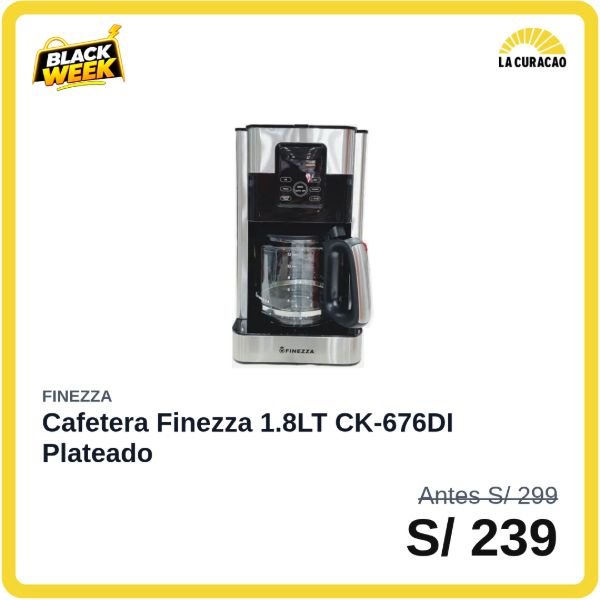 BLACK
WEEK
LA CURACAO
FINEZZA
FINEZZA
Cafetera Finezza 1.8LT CK-676DI
Plateado
Antes S/ 299
S/ 239